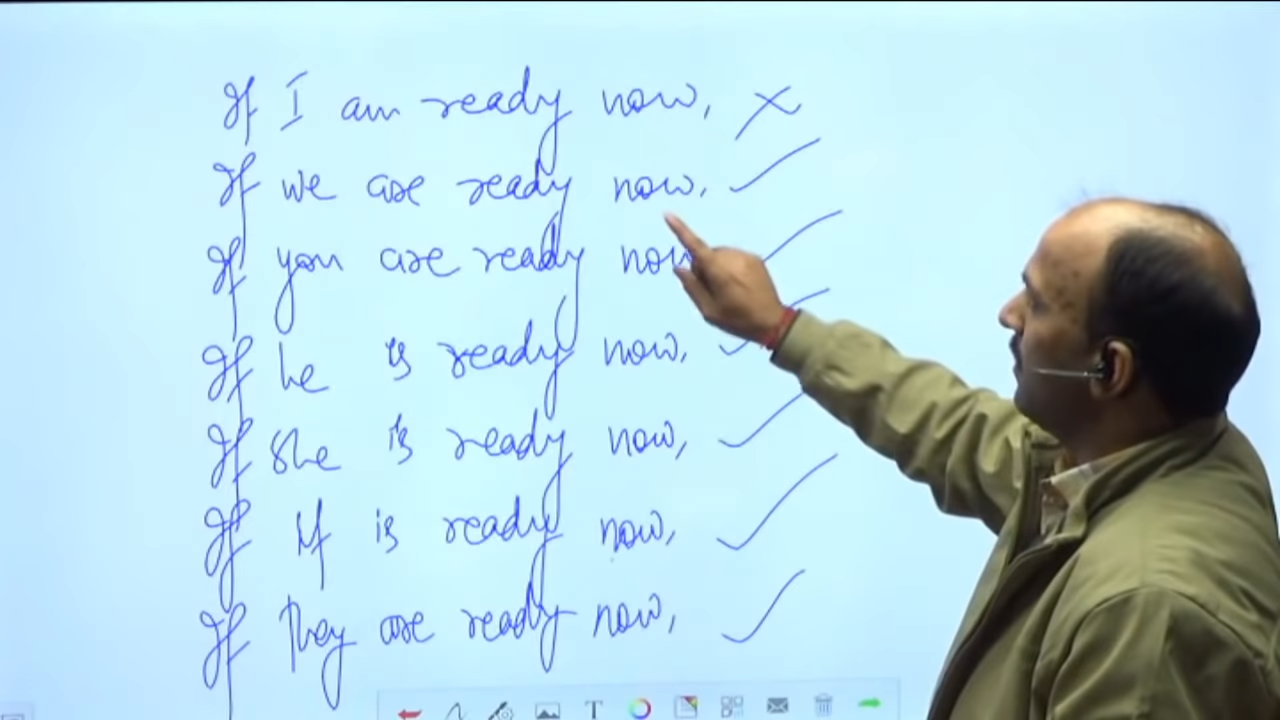 If I am ready now, ×
If we are ready now, ✓
If you are ready now ✓
If he is ready now, ✓
If she is ready now, ✓
If it is ready now, ✓
If they are ready now, ✓
T